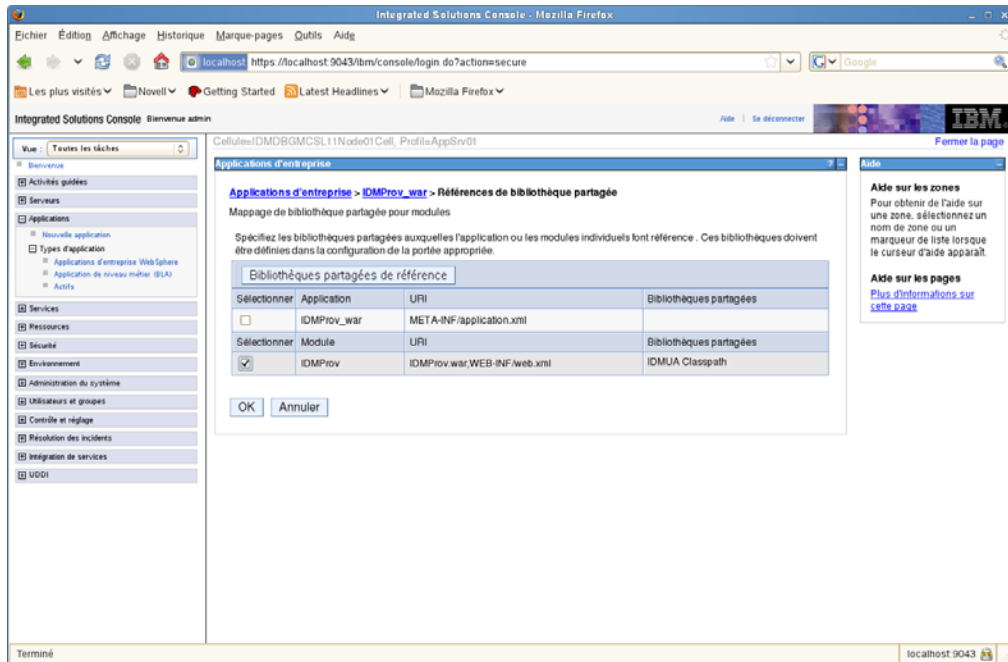 Integrated Solutions Console - Mozilla Firefox
Fichier Édition Affichage Historique Marque-pages Outils Aide
localhost https://localhost:9043/ibm/console/login.do?action=secure
Google
Les plus visités Novell Getting Started Latest Headlines Mozilla Firefox
Integrated Solutions Console Bienvenue admin
Aide | Se déconnecter
IBM.
Vue : Toutes les tâches
Bienvenue
Activités guidées
Serveurs
Applications
Nouvelle application
Types d'application
Applications d'entreprise WebSphere
Application de niveau métier (BLA)
Actifs
Services
Ressources
Sécurité
Environnement
Administration du système
Utilisateurs et groupes
Contrôle et réglage
Résolution des incidents
Intégration de services
UDDI
Cellule=IDMDBGMCSL11Node01Cell, Profil=AppSrv01
Fermer la page
Applications d'entreprise
Applications d'entreprise > IDMProv_war > Références de bibliothèque partagée
Mappage de bibliothèque partagée pour modules
Spécifiez les bibliothèques partagées auxquelles l'application ou les modules individuels font référence . Ces bibliothèques doivent
être définies dans la configuration de la portée appropriée.
Bibliothèques partagées de référence
Sélectionner Application URI Bibliothèques partagées
IDMProv_war META-INF/application.xml
Sélectionner Module URI Bibliothèques partagées
IDMProv IDMProv.war,WEB-INF/web.xml IDMUA Classpath
OK Annuler
Aide
Aide sur les zones
Pour obtenir de l'aide sur
une zone, sélectionnez un
nom de zone ou un
marqueur de liste lorsque
le curseur d'aide apparaît.
Aide sur les pages
Plus d'informations sur
cette page
Terminé
localhost:9043